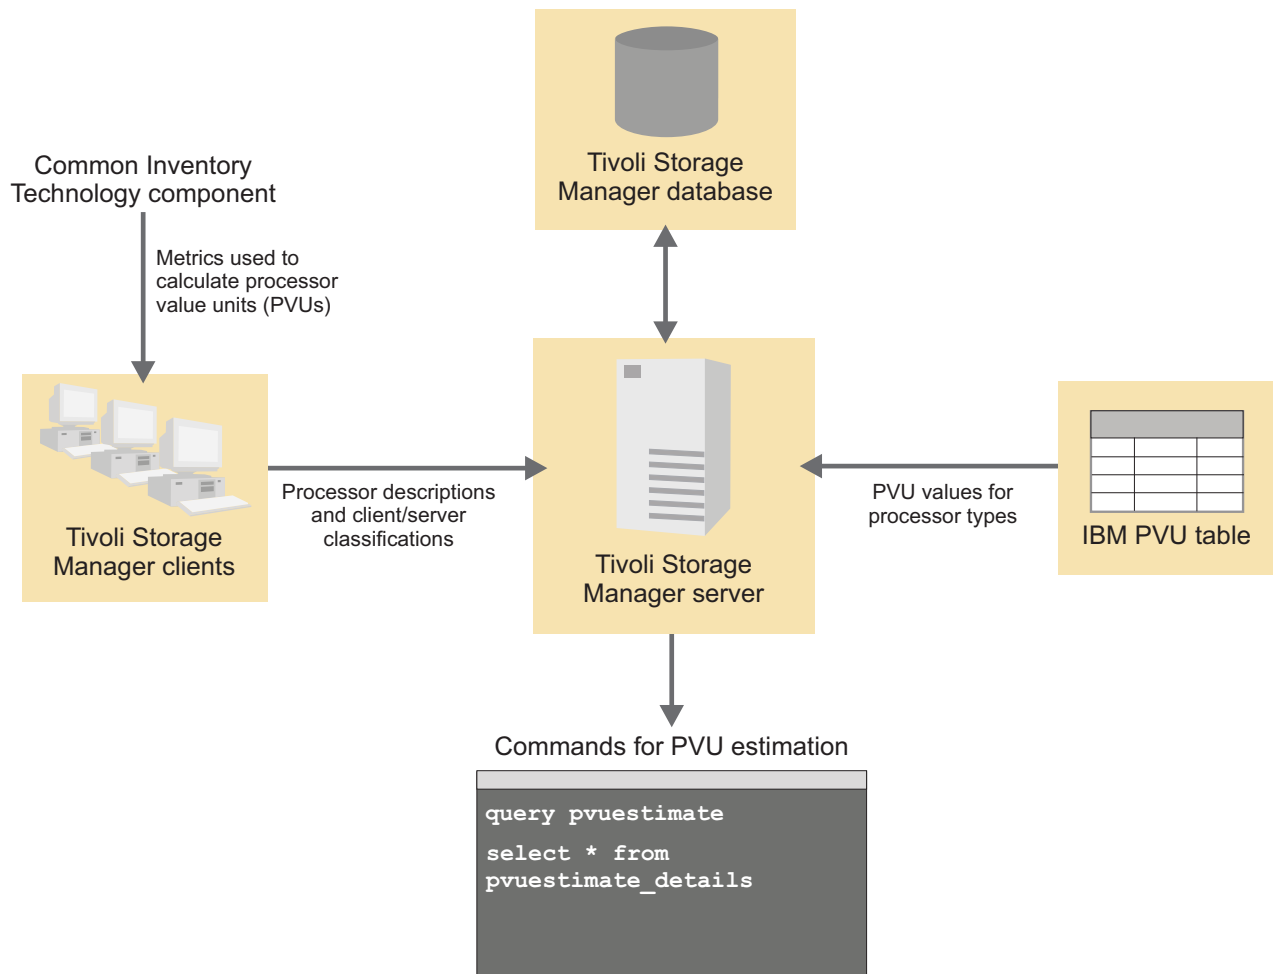 Tivoli Storage
Manager database
Common Inventory
Technology component
Metrics used to
calculate processor
value units (PVUs)
Tivoli Storage
Manager clients
Processor descriptions
and client/server
classifications
Tivoli Storage
Manager server
PVU values for
processor types
IBM PVU table
Commands for PVU estimation
query pvuestimate
select * from
pvuestimate_details